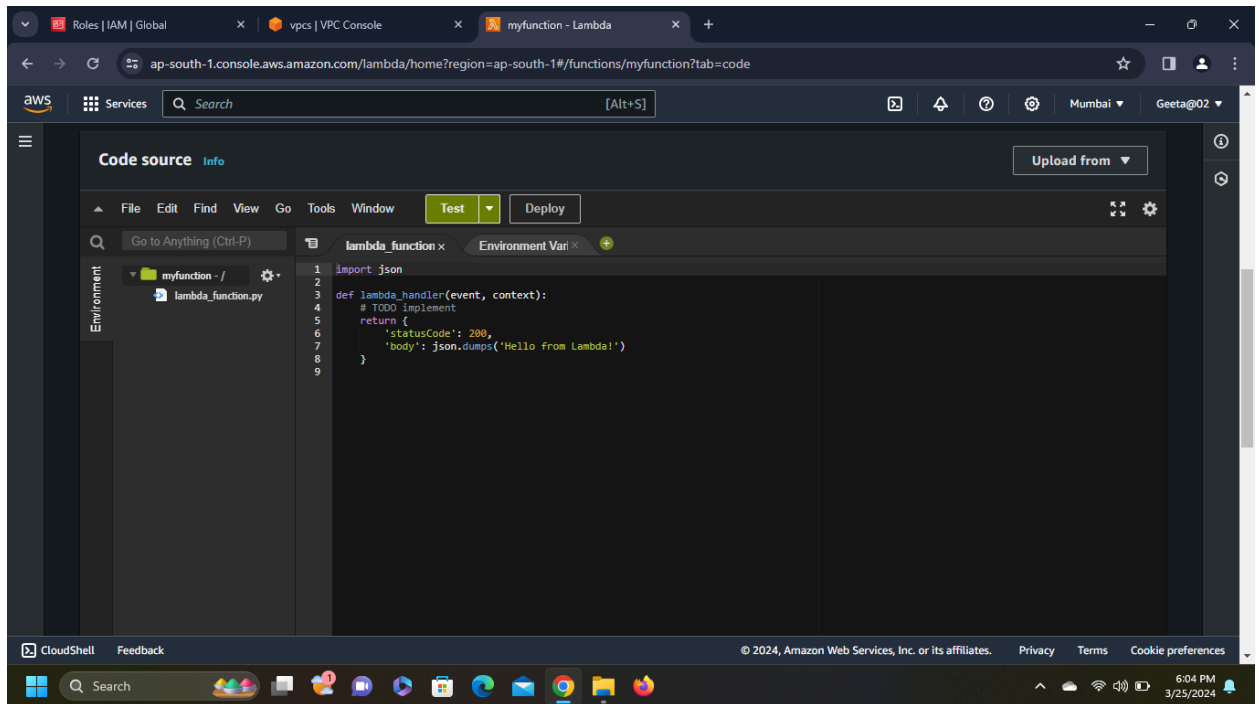 Roles | IAM | Global
vpcs | VPC Console
myfunction - Lambda
ap-south-1.console.aws.amazon.com/lambda/home?region=ap-south-1#/functions/myfunction?tab=code
aws Services Search [Alt+S] Mumbai Geeta@02
Code source Info
Upload from
File Edit Find View Go Tools Window Test Deploy
Go to Anything (Ctrl-P)
lambda_function
Environment Vari
Environment
myfunction - /
lambda_function.py
1 import json
2
3 def lambda_handler(event, context):
4 # TODO implement
5 return {
6 'statusCode': 200,
7 'body': json.dumps('Hello from Lambda!')
8 }
9
CloudShell Feedback © 2024, Amazon Web Services, Inc. or its affiliates. Privacy Terms Cookie preferences
Search
1
6:04 PM
3/25/2024